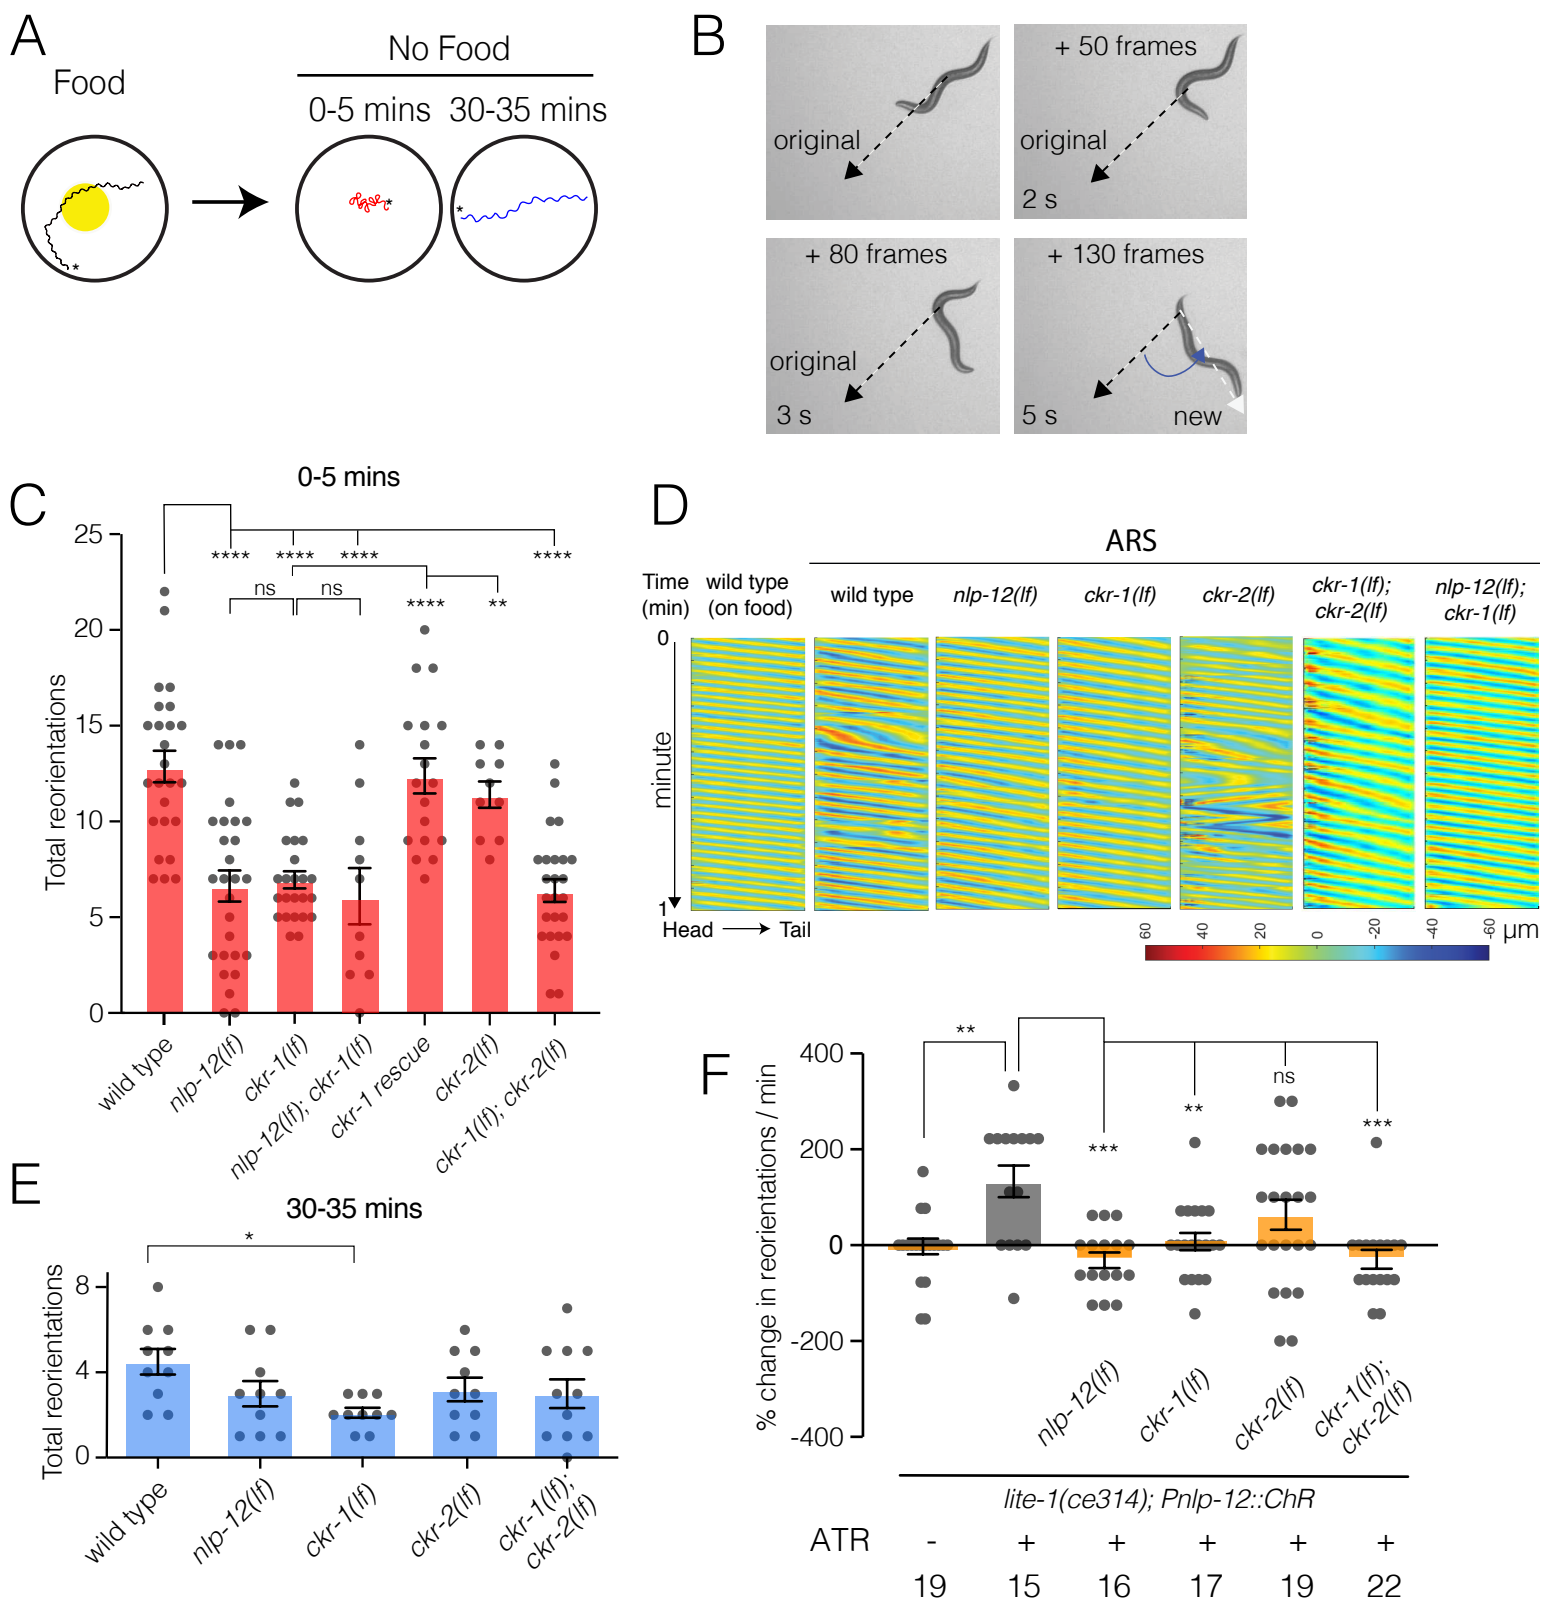 A
Food
No Food
0-5 mins
30-35 mins
*
*
*
B
original
+ 50 frames
original
2 s
+ 80 frames
original
3 s
+ 130 frames
5 s
new
C
0-5 mins
Total reorientations
25
20
15
10
5
0
**** **** **** ****
ns ns
**** **
wild type
nlp-12(lf)
ckr-1(lf)
nlp-12(lf); ckr-1(lf)
ckr-1 rescue
ckr-2(lf)
ckr-1(lf); ckr-2(lf)
D
ARS
Time
(min)
wild type
(on food)
wild type
nlp-12(lf)
ckr-1(lf)
ckr-2(lf)
ckr-1(lf);
ckr-2(lf)
nlp-12(lf);
ckr-1(lf)
0
minute
1
Head
Tail
60 40 20 0 -20 -40 -60 µm
E
30-35 mins
Total reorientations
8
4
0
*
wild type
nlp-12(lf)
ckr-1(lf)
ckr-2(lf)
ckr-1(lf);
ckr-2(lf)
F
% change in reorientations / min
400
200
0
-200
-400
**
***
**
ns
***
nlp-12(lf)
ckr-1(lf)
ckr-2(lf)
ckr-1(lf);
ckr-2(lf)
lite-1(ce314); Pnlp-12::ChR
ATR - + + + + +
19 15 16 17 19 22